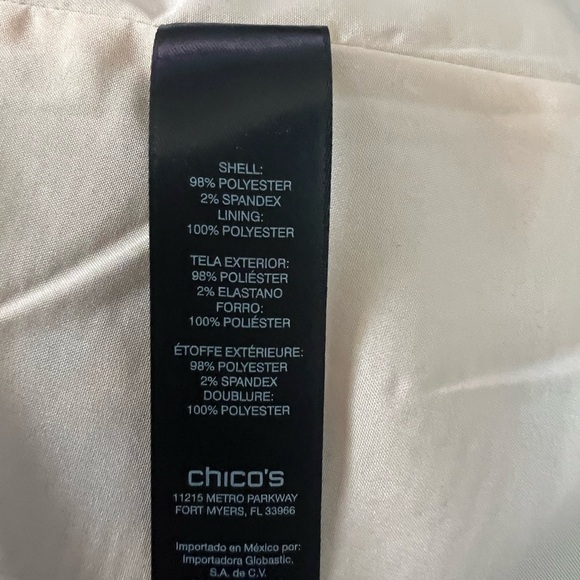 SHELL:
98% POLYESTER
2% SPANDEX
LINING:
100% POLYESTER
TELA EXTERIOR:
98% POLIÉSTER
2% ELASTANO
FORRO:
100% POLIÉSTER
ÉTOFFE EXTÉRIEURE:
98% POLYESTER
2% SPANDEX
DOUBLURE:
100% POLYESTER
chico's
11215 METRO PARKWAY
FORT MYERS, FL 33966
Importado en México por:
Importadora Globastic,
S.A. de C.V.